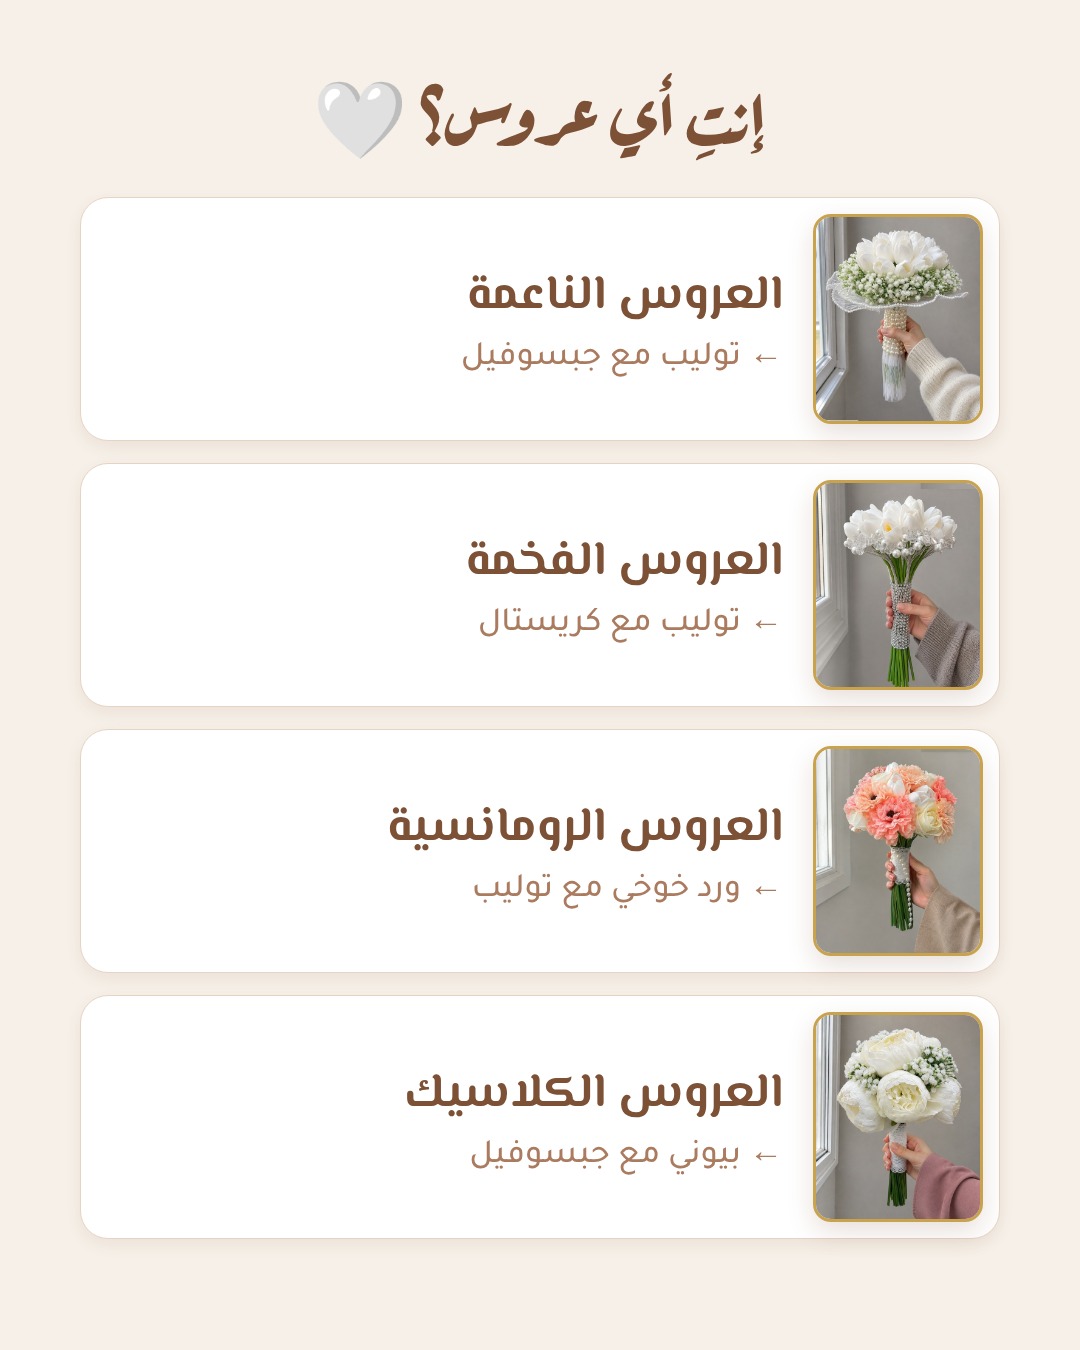 إنتِ أي عروس؟ 🤍
العروس الناعمة
← توليب مع جبسوفيل
العروس الفخمة
← توليب مع كريستال
العروس الرومانسية
← ورد خوخي مع توليب
العروس الكلاسيك
← بيوني مع جبسوفيل